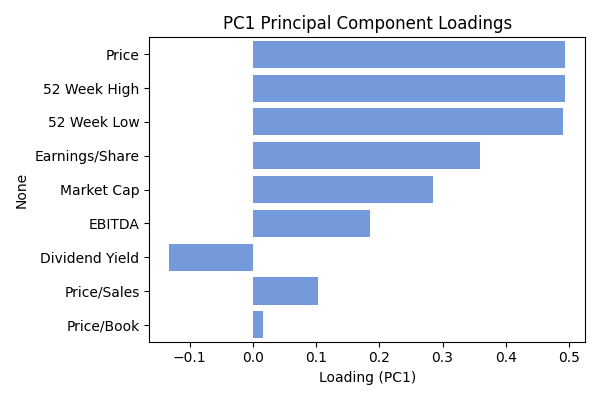 PC1 Principal Component Loadings
Price
52 Week High
52 Week Low
Earnings/Share
Market Cap
EBITDA
Dividend Yield
Price/Sales
Price/Book
None
−0.1 0.0 0.1 0.2 0.3 0.4 0.5
Loading (PC1)